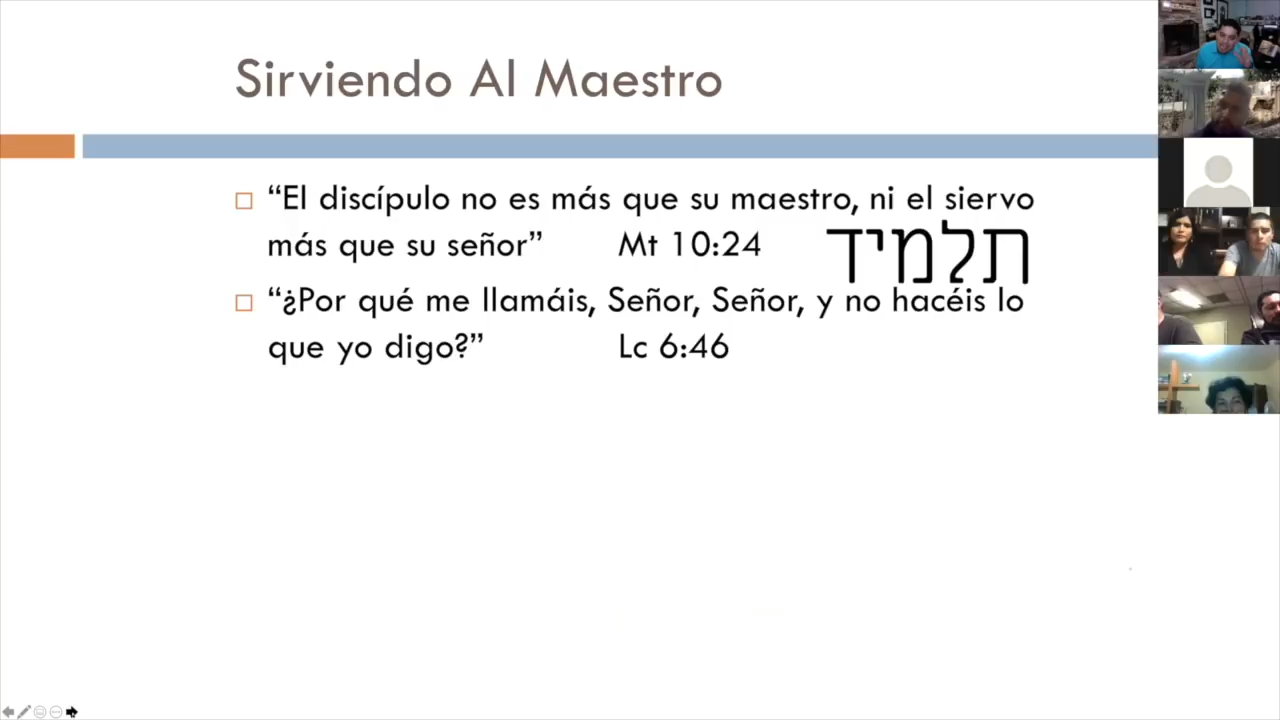 Sirviendo Al Maestro
“El discípulo no es más que su maestro, ni el siervo
más que su señor” Mt 10:24
תלמיד
“¿Por qué me llamáis, Señor, Señor, y no hacéis lo
que yo digo?” Lc 6:46